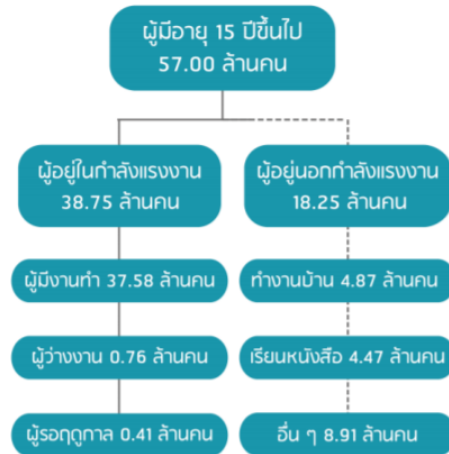 ผู้มีอายุ 15 ปีขึ้นไป
57.00 ล้านคน
ผู้อยู่ในกำลังแรงงาน
38.75 ล้านคน
ผู้อยู่นอกกำลังแรงงาน
18.25 ล้านคน
ผู้มีงานทำ 37.58 ล้านคน
ทำงานบ้าน 4.87 ล้านคน
ผู้ว่างงาน 0.76 ล้านคน
เรียนหนังสือ 4.47 ล้านคน
ผู้รอฤดูกาล 0.41 ล้านคน
อื่น ๆ 8.91 ล้านคน